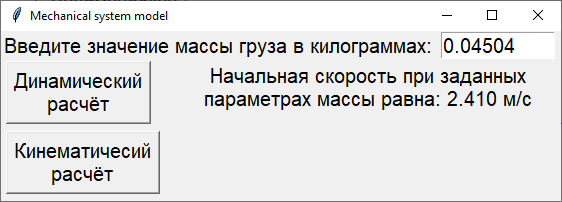 Mechanical system model
Введите значение массы груза в килограммах: 0.04504
Динамический
расчёт
Начальная скорость при заданных
параметрах массы равна: 2.410 м/с
Кинематичесий
расчёт